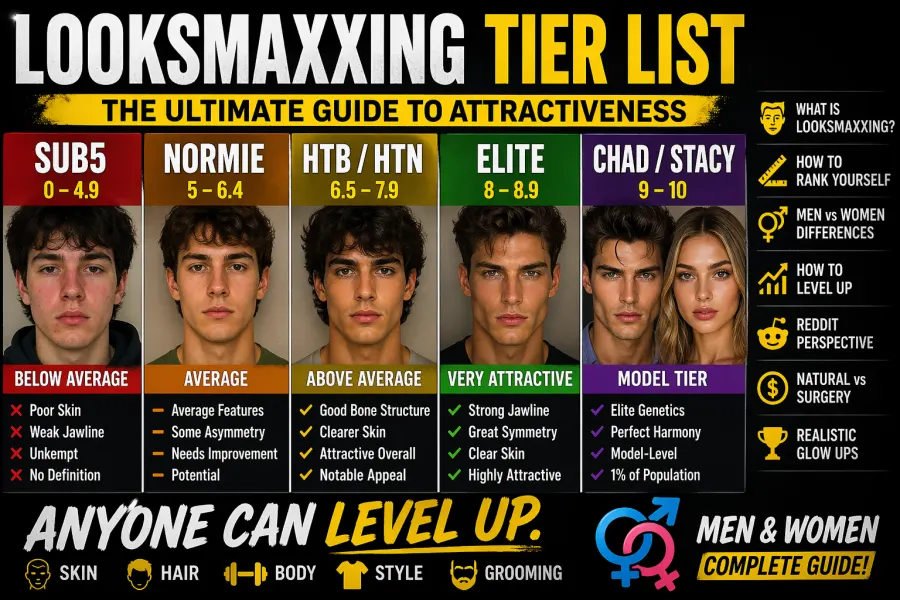 LOOKSMAXXING TIER LIST
THE ULTIMATE GUIDE TO ATTRACTIVENESS
SUB5
0 – 4.9
BELOW AVERAGE
Poor Skin
Weak Jawline
Unkempt
No Definition
NORMIE
5 – 6.4
AVERAGE
Average Features
Some Asymmetry
Needs Improvement
Potential
HTB / HTN
6.5 – 7.9
ABOVE AVERAGE
Good Bone Structure
Clearer Skin
Attractive Overall
Notable Appeal
ELITE
8 – 8.9
VERY ATTRACTIVE
Strong Jawline
Great Symmetry
Clear Skin
Highly Attractive
CHAD / STACY
9 – 10
MODEL TIER
Elite Genetics
Perfect Harmony
Model-Level
1% of Population
WHAT IS
LOOKSMAXXING?
HOW TO
RANK YOURSELF
MEN vs WOMEN
DIFFERENCES
HOW TO
LEVEL UP
REDDIT
PERSPECTIVE
NATURAL vs
SURGERY
REALISTIC
GLOW UPS
ANYONE CAN LEVEL UP.
SKIN
HAIR
BODY
STYLE
GROOMING
MEN & WOMEN
COMPLETE GUIDE!